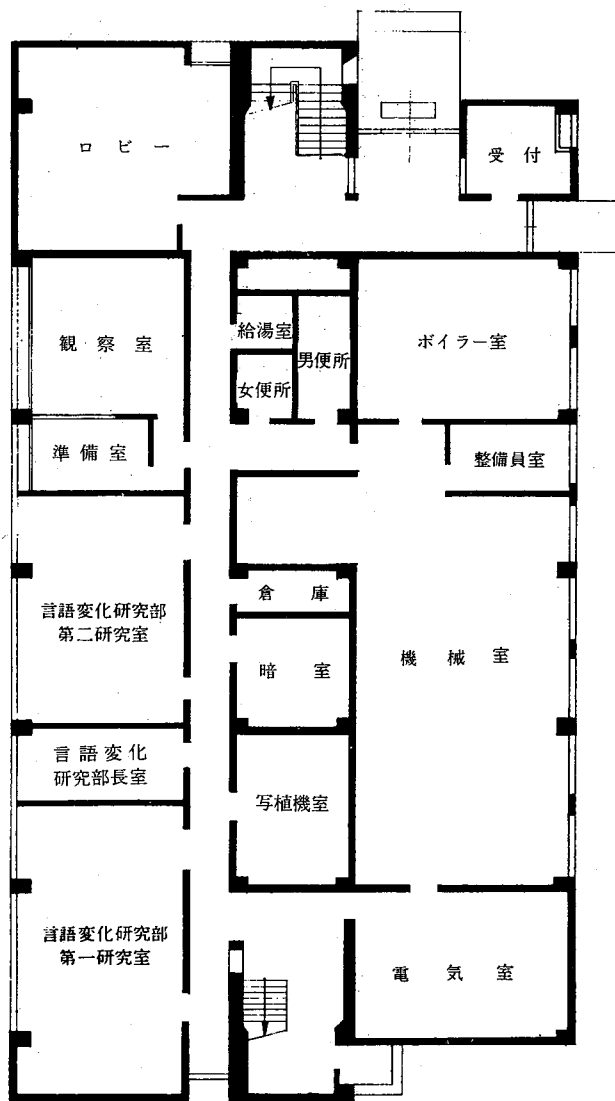 ロビー
受付
観察室
給湯室
男便所
ボイラー室
女便所
準備室
整備員室
言語変化研究部
第二研究室
倉庫
暗室
機械室
言語変化
研究部長室
写植機室
言語変化研究部
第一研究室
電気室